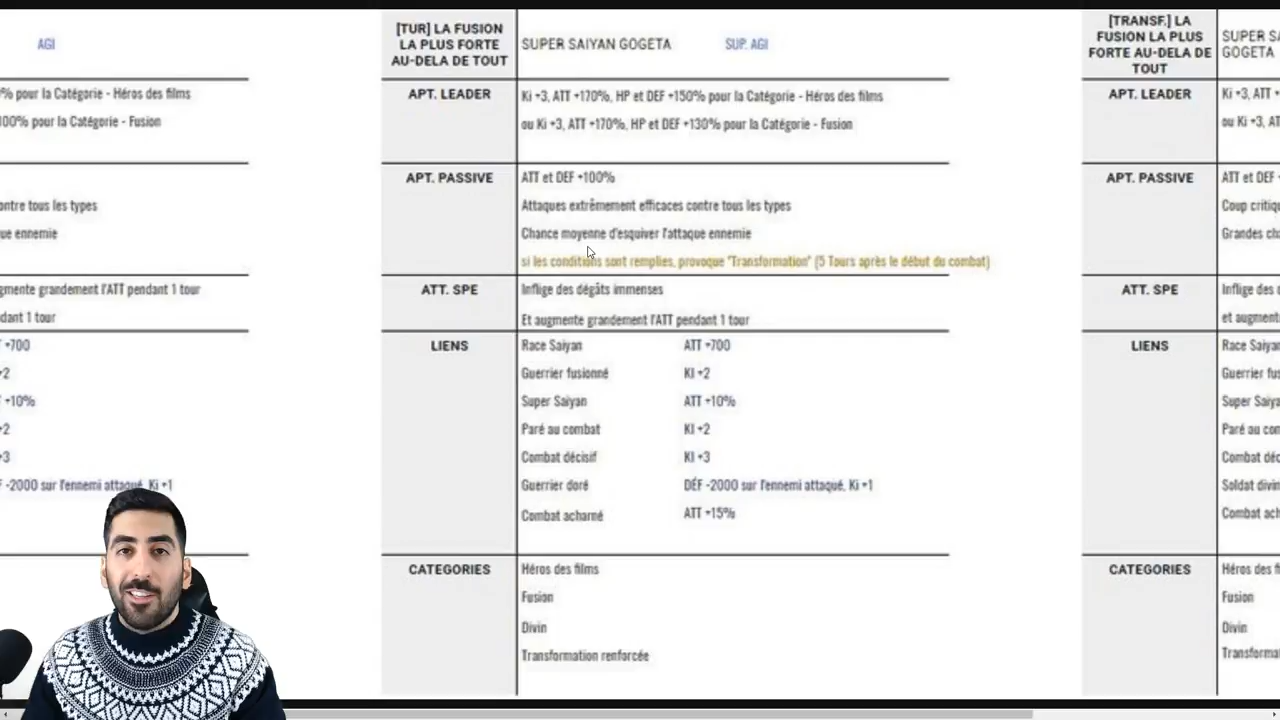 AGI
% pour la Catégorie - Héros des films
100% pour la Catégorie - Fusion
ontre tous les types
ue ennemie
gmente grandement l'ATT pendant 1 tour
dant 1 tour
+700
+2
+10%
+2
+3
-2000 sur l'ennemi attaqué, Ki +1
[TUR] LA FUSION
LA PLUS FORTE
AU-DELA DE TOUT
SUPER SAIYAN GOGETA
SUP. AGI
APT. LEADER
Ki +3, ATT +170%, HP et DEF +150% pour la Catégorie - Héros des films
ou Ki +3, ATT +170%, HP et DEF +130% pour la Catégorie - Fusion
APT. PASSIVE
ATT et DEF +100%
Attaques extrêmement efficaces contre tous les types
Chance moyenne d'esquiver l'attaque ennemie
si les conditions sont remplies, provoque "Transformation" (5 Tours après le début du combat)
ATT. SPE
Inflige des dégâts immenses
Et augmente grandement l'ATT pendant 1 tour
LIENS
Race Saiyan ATT +700
Guerrier fusionné KI +2
Super Saiyan ATT +10%
Paré au combat KI +2
Combat décisif KI +3
Guerrier doré DÉF -2000 sur l'ennemi attaqué, Ki +1
Combat acharné ATT +15%
CATEGORIES
Héros des films
Fusion
Divin
Transformation renforcée
[TRANSF.] LA
FUSION LA PLUS
FORTE AU-DELA DE
TOUT
SUPER SA
GOGETA
APT. LEADER
Ki +3, ATT +
ou Ki +3, AT
APT. PASSIVE
ATT et DEF +
Coup critiqu
Grandes cha
ATT. SPE
Inflige des d
et augment
LIENS
Race Saiyan
Guerrier fus
Super Saiya
Paré au com
Combat déc
Soldat divin
Combat ach
CATEGORIES
Héros des f
Fusion
Divin
Transforma